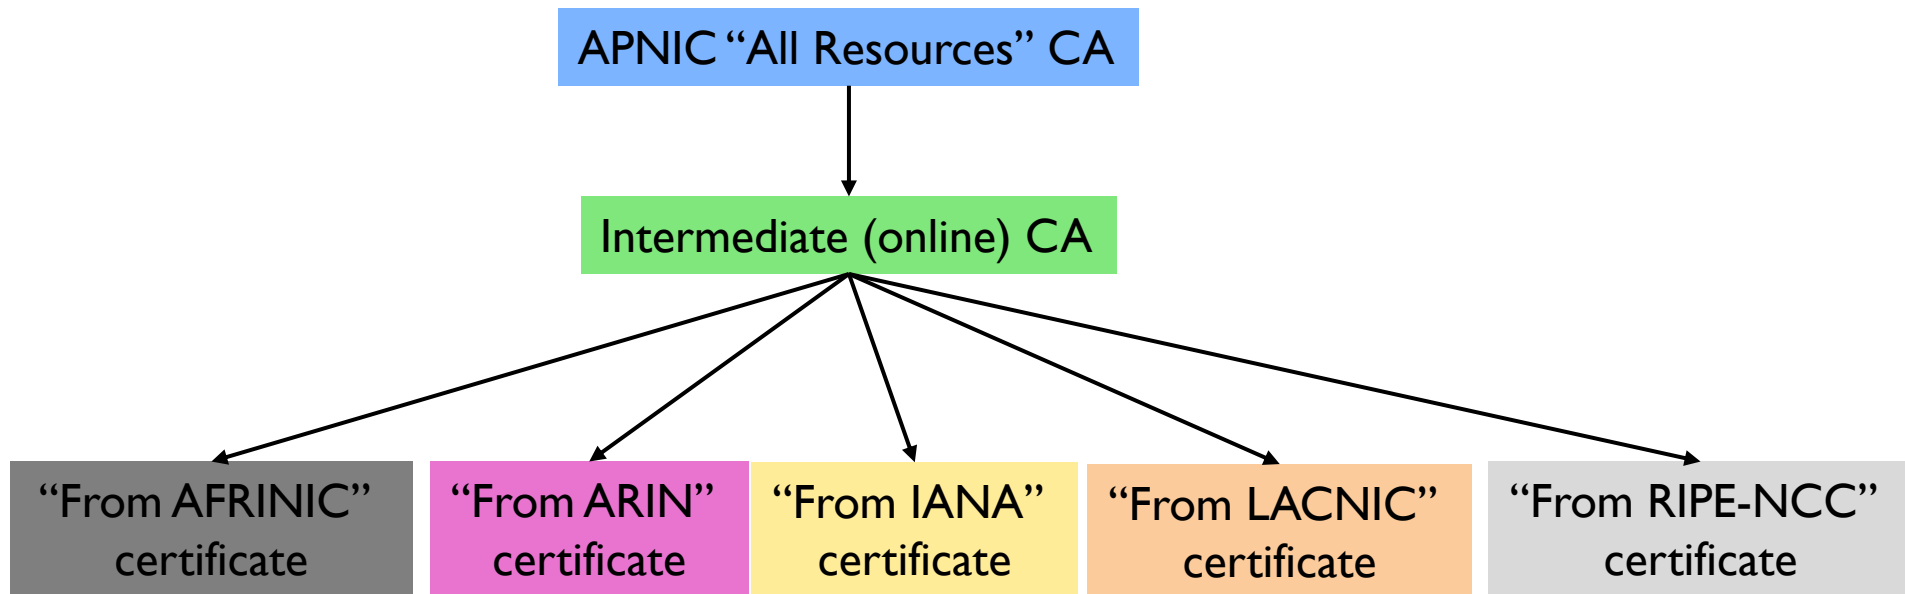 APNIC “All Resources” CA
Intermediate (online) CA
“From AFRINIC”
certificate
“From ARIN”
certificate
“From IANA”
certificate
“From LACNIC”
certificate
“From RIPE-NCC”
certificate